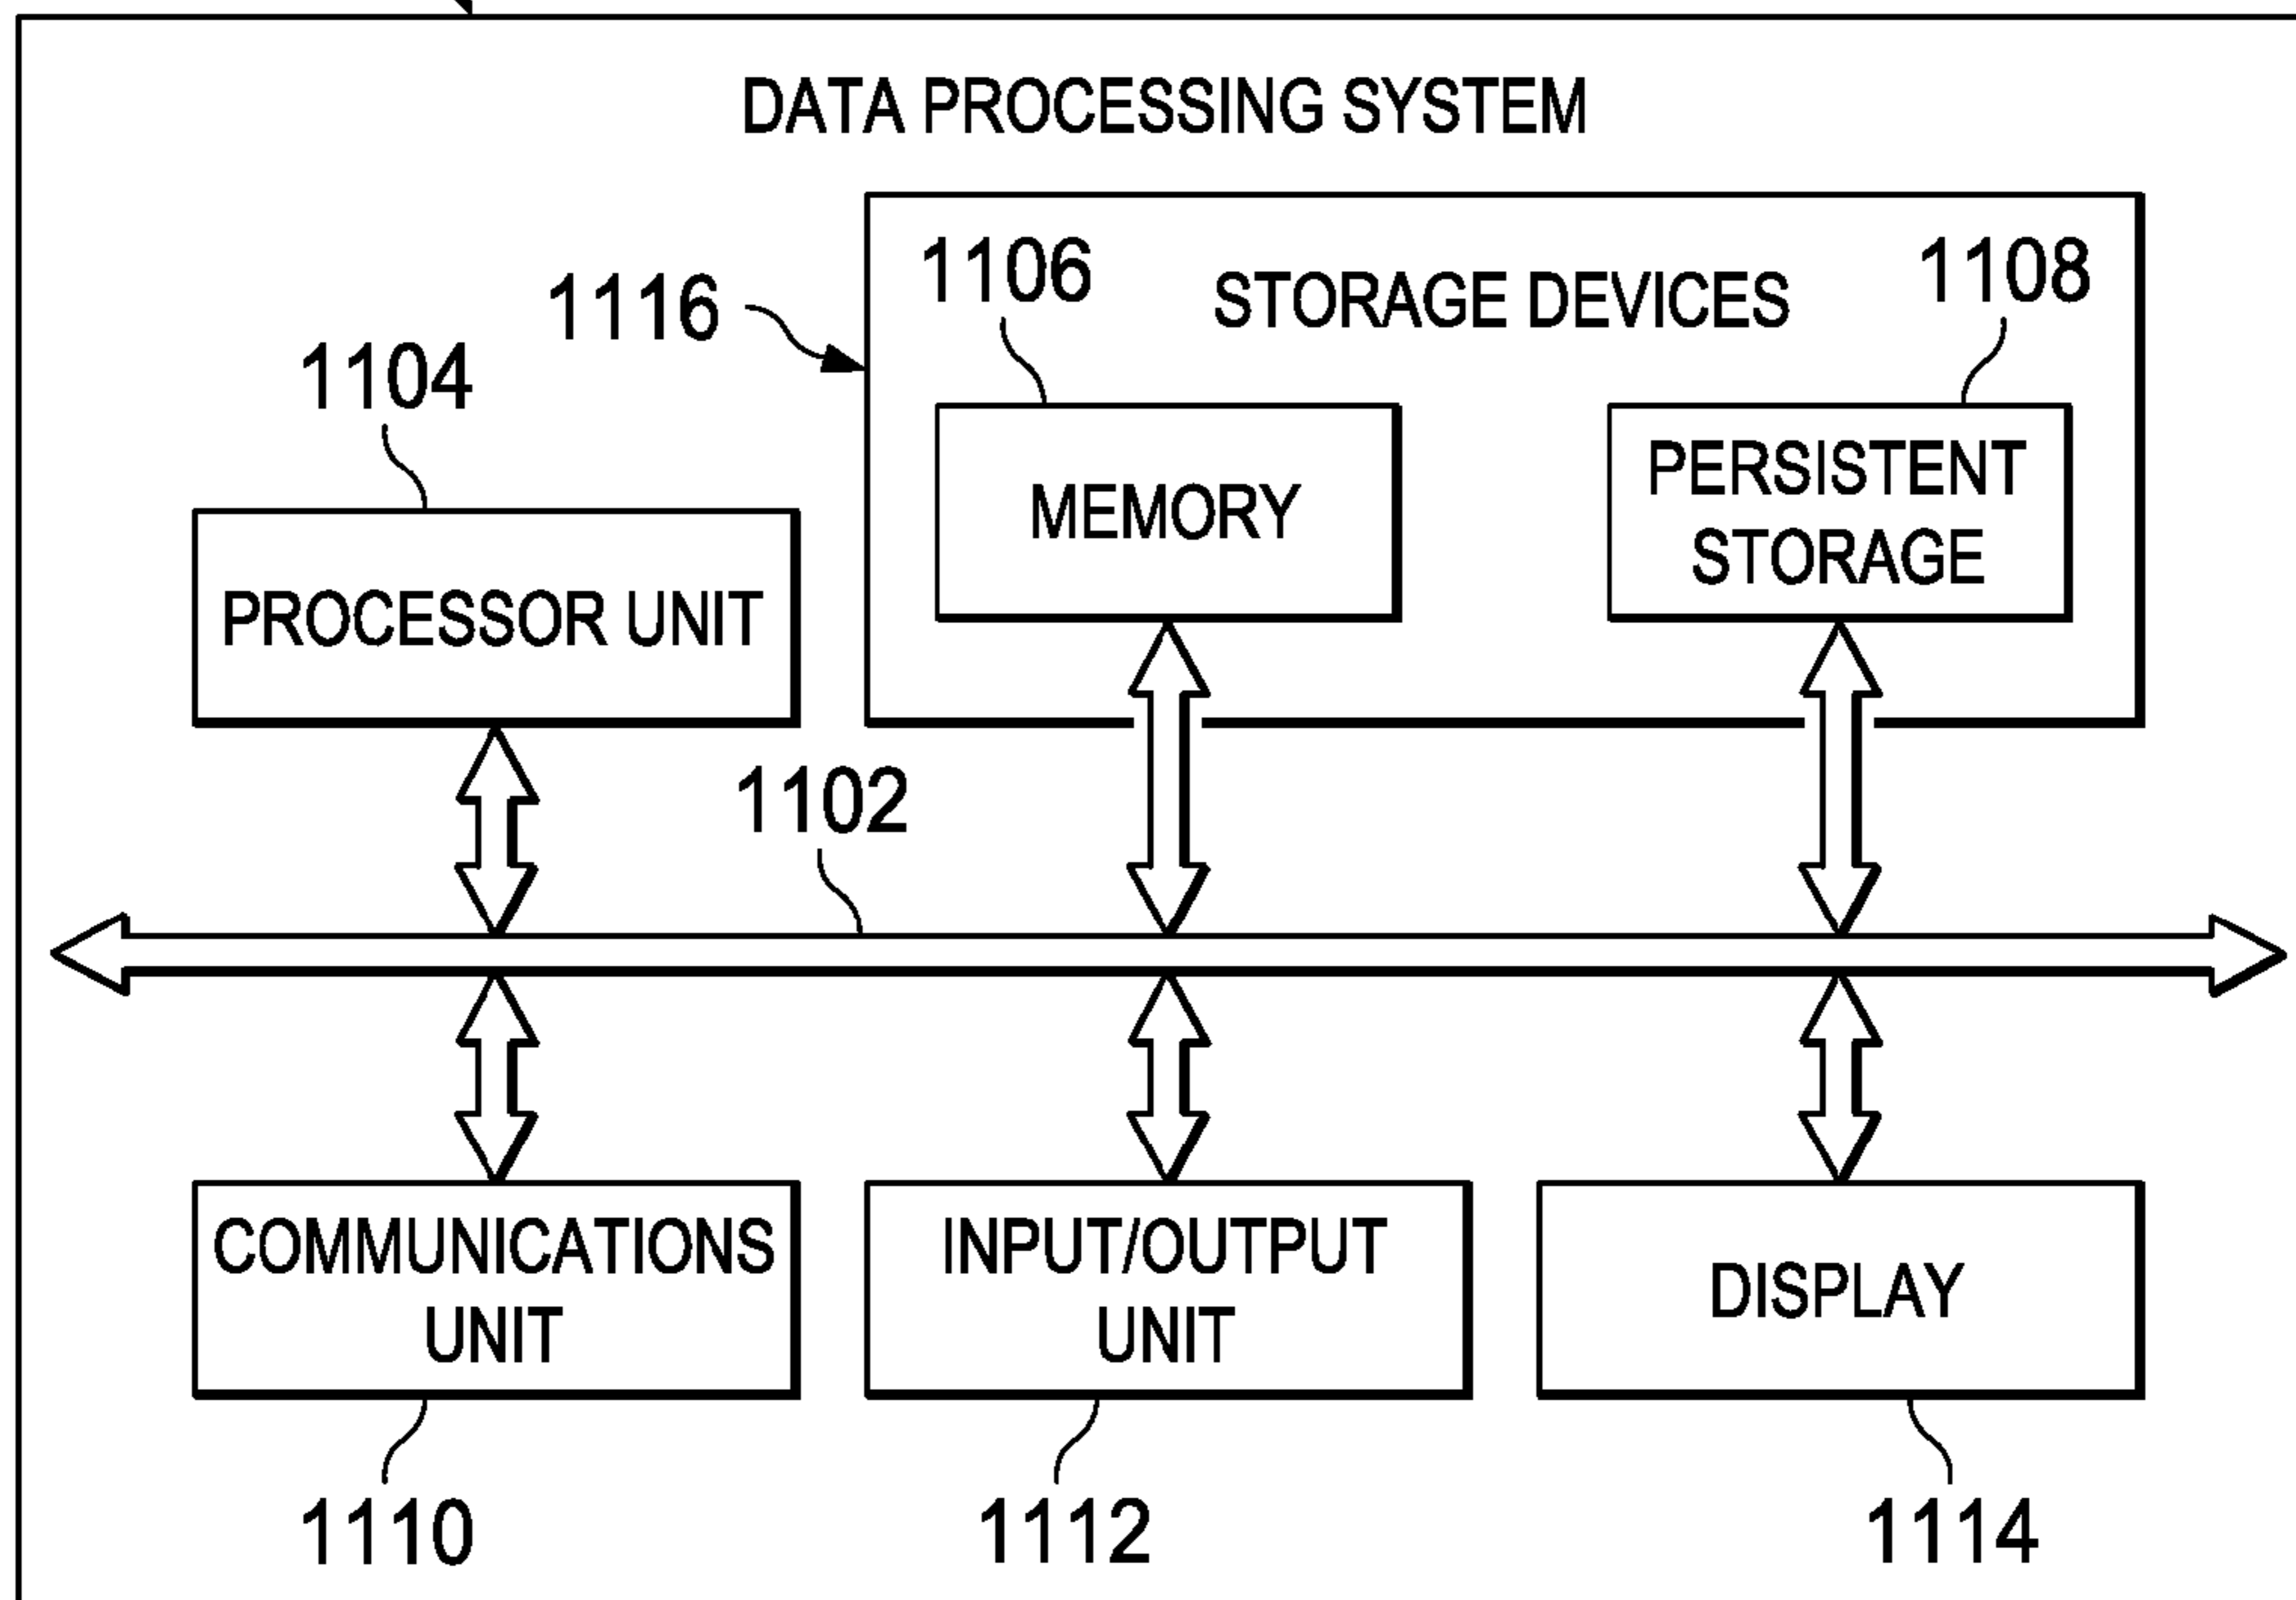 DATA PROCESSING SYSTEM
1116
1106
STORAGE DEVICES
1108
1104
MEMORY
PERSISTENT
STORAGE
PROCESSOR UNIT
1102
COMMUNICATIONS
UNIT
INPUT/OUTPUT
UNIT
DISPLAY
1110
1112
1114